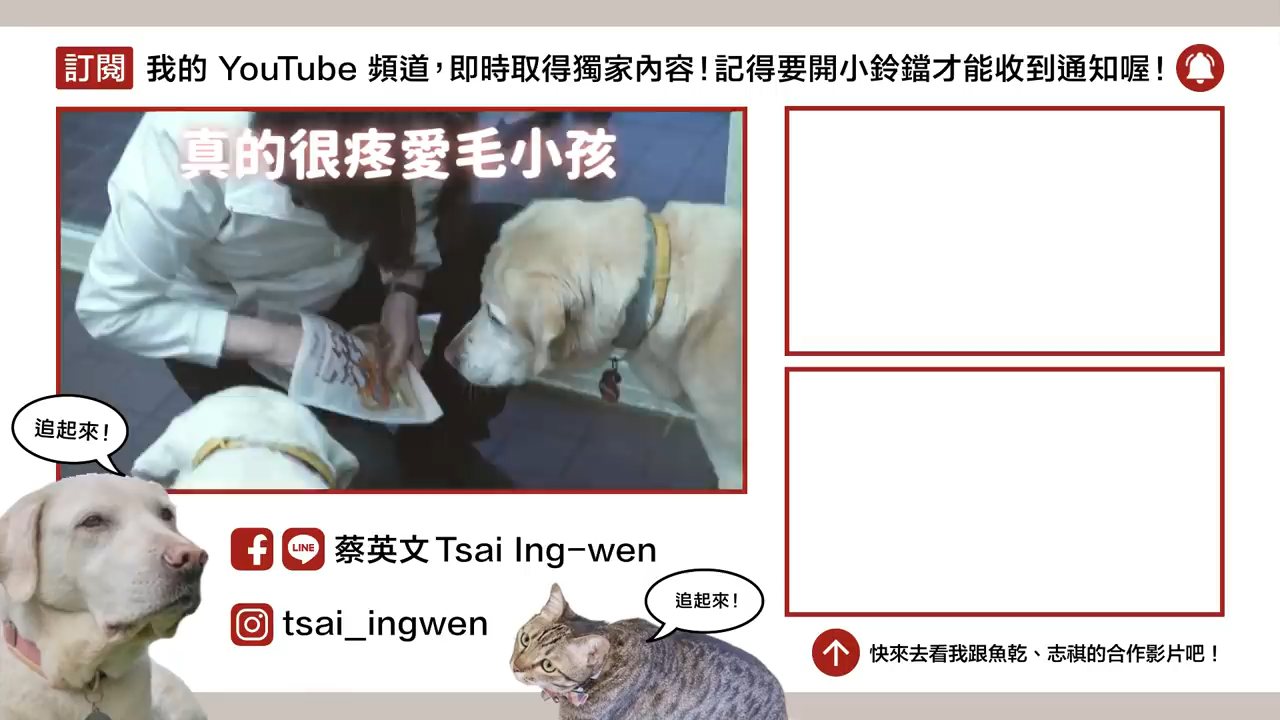 訂閱 我的 YouTube 頻道,即時取得獨家內容!記得要開小鈴鐺才能收到通知喔!
真的很疼愛毛小孩
追起來!
LINE 蔡英文 Tsai Ing-wen
tsai_ingwen
追起來!
快來去看我跟魚乾、志祺的合作影片吧!